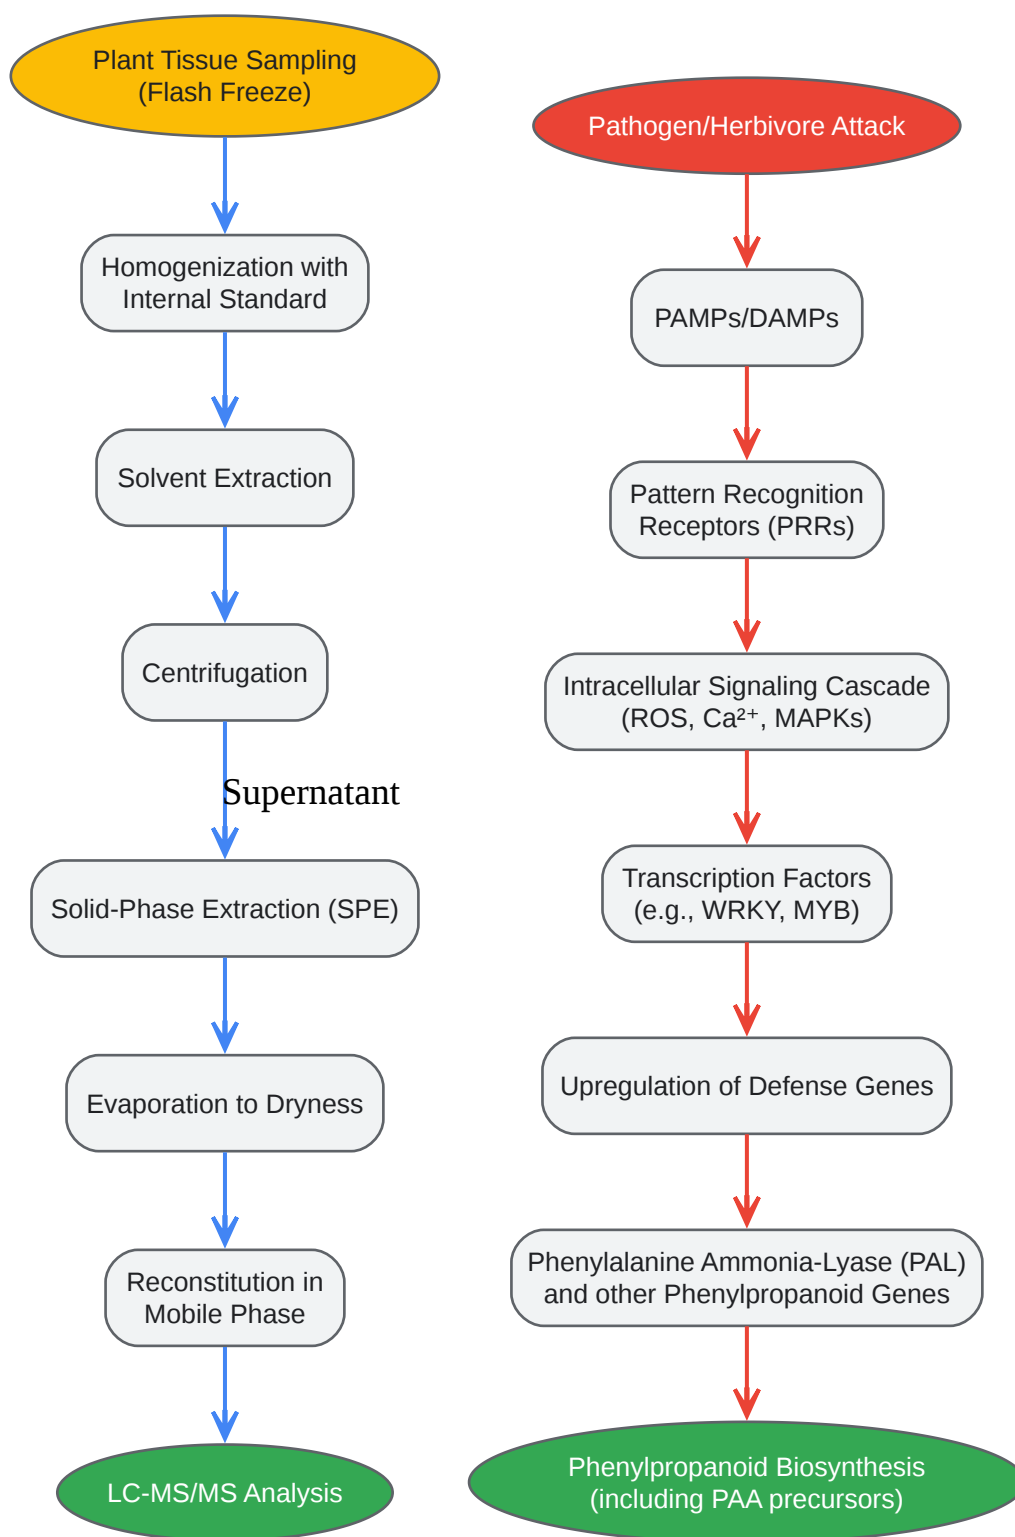 Plant Tissue Sampling
(Flash Freeze)
Homogenization with
Internal Standard
Solvent Extraction
Centrifugation
Supernatant
Solid-Phase Extraction (SPE)
Evaporation to Dryness
Reconstitution in
Mobile Phase
LC-MS/MS Analysis
Pathogen/Herbivore Attack
PAMPs/DAMPs
Pattern Recognition
Receptors (PRRs)
Intracellular Signaling Cascade
(ROS, Ca²⁺, MAPKs)
Transcription Factors
(e.g., WRKY, MYB)
Upregulation of Defense Genes
Phenylalanine Ammonia-Lyase (PAL)
and other Phenylpropanoid Genes
Phenylpropanoid Biosynthesis
(including PAA precursors)